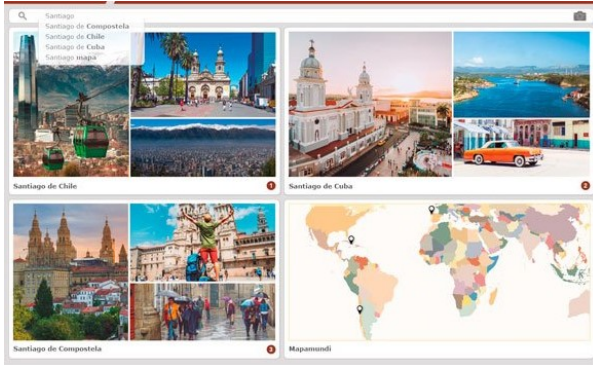 Santiago
Santiago de Compostela
Santiago de Chile
Santiago de Cuba
Santiago mapa
Santiago de Chile
1
Santiago de Cuba
2
Santiago de Compostela
3
Mapamundi